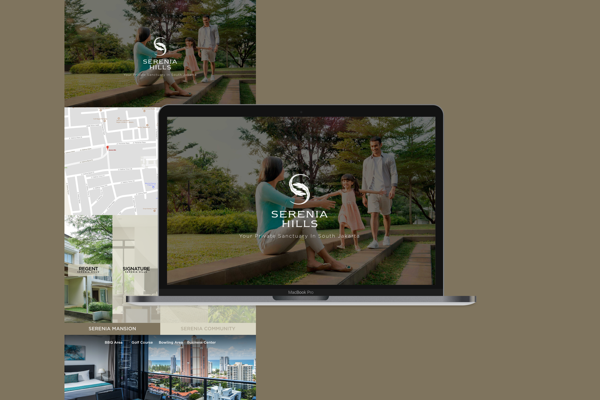 SERENIA
HILLS
SERENIA
HILLS
Your Private Sanctuary in South Jakarta
REGENT
SIGNATURE
SERENIA MANSION
SERENIA COMMUNITY
BBQ Area
Golf Course
Bowling Area
Business Center
MacBook Pro